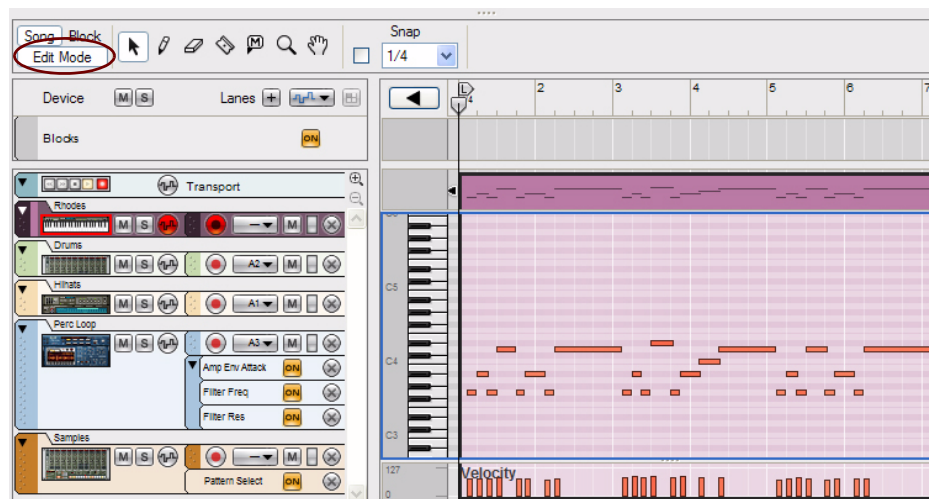 Song Block
Edit Mode
M
Snap
1/4
Device M S Lanes +
L
4
2 3 4 5 6 7
Blocks ON
Transport
Rhodes
M S M
Drums
M S A2 M
Hihats
M S A1 M
Perc Loop
M S A3 M
Amp Env Attack ON
Filter Freq ON
Filter Res ON
Samples
M S M
Pattern Select ON
C5
C4
C3
127
0
Velocity